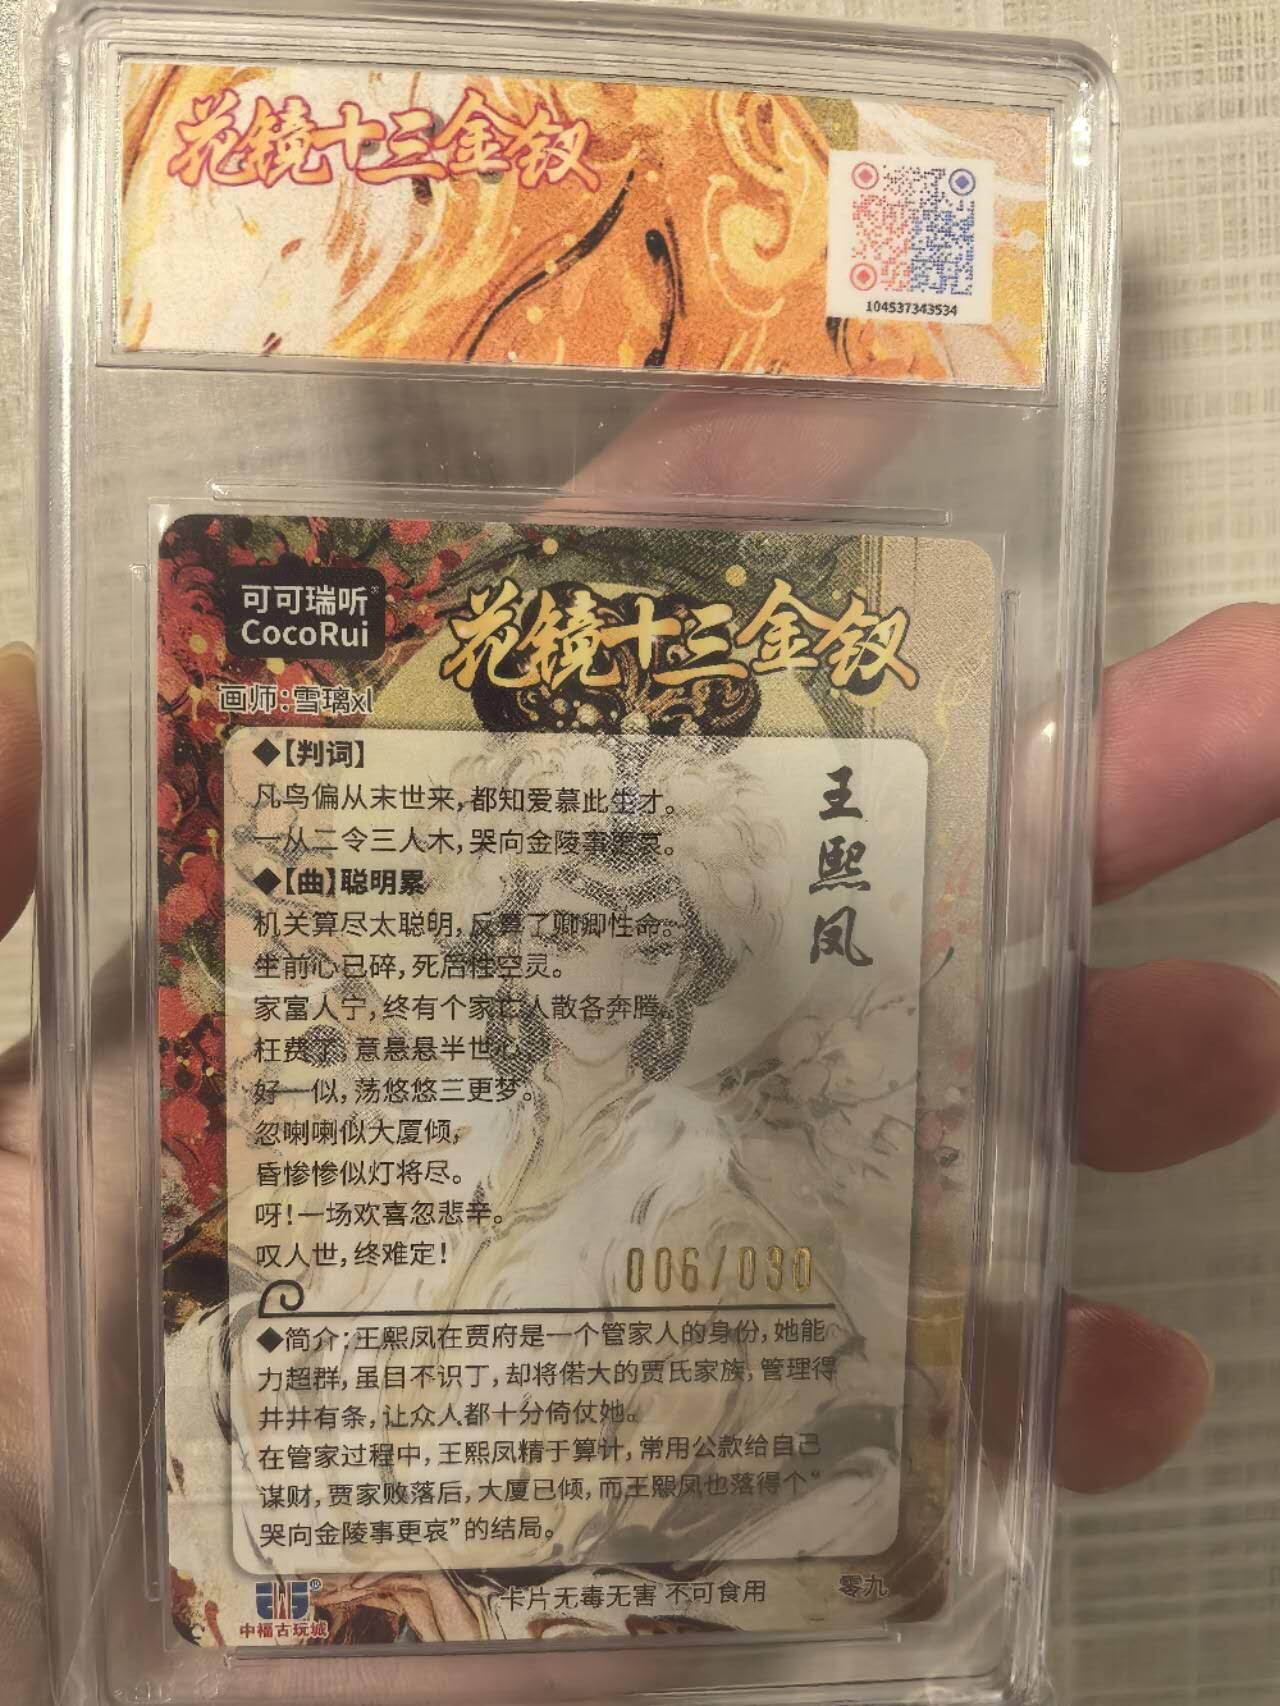 花镜十三金钗
104537343534
可可瑞听®
CocoRui
花镜十三金钗
画师:雪璃xl
王熙凤
◆【判词】
凡鸟偏从末世来,都知爱慕此生才。
一从二令三人木,哭向金陵事更哀。
◆【曲】聪明累
机关算尽太聪明,反算了卿卿性命。
生前心已碎,死后性空灵。
家富人宁,终有个家亡人散各奔腾。
枉费了,意悬悬半世心;
好一似,荡悠悠三更梦。
忽喇喇似大厦倾,
昏惨惨似灯将尽。
呀!一场欢喜忽悲辛。
叹人世,终难定!
006/030
◆简介:王熙凤在贾府是一个管家人的身份,她能
力超群,虽目不识丁,却将偌大的贾氏家族,管理得
井井有条,让众人都十分倚仗她。
在管家过程中,王熙凤精于算计,常用公款给自己
谋财,贾家败落后,大厦已倾,而王熙凤也落得个“
哭向金陵事更哀”的结局。
中福古玩城
卡片无毒无害 不可食用
零九